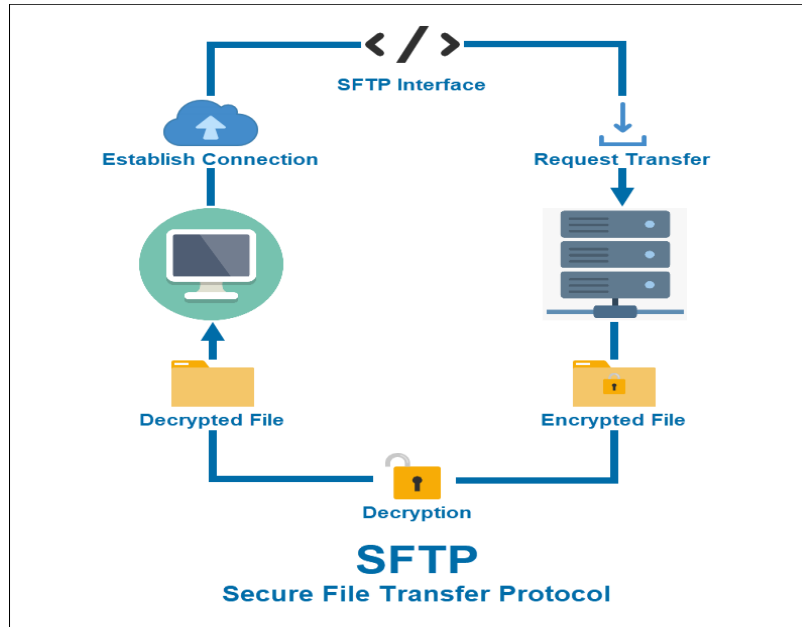 SFTP Interface
Establish Connection
Request Transfer
Decrypted File
Encrypted File
Decryption
SFTP
Secure File Transfer Protocol